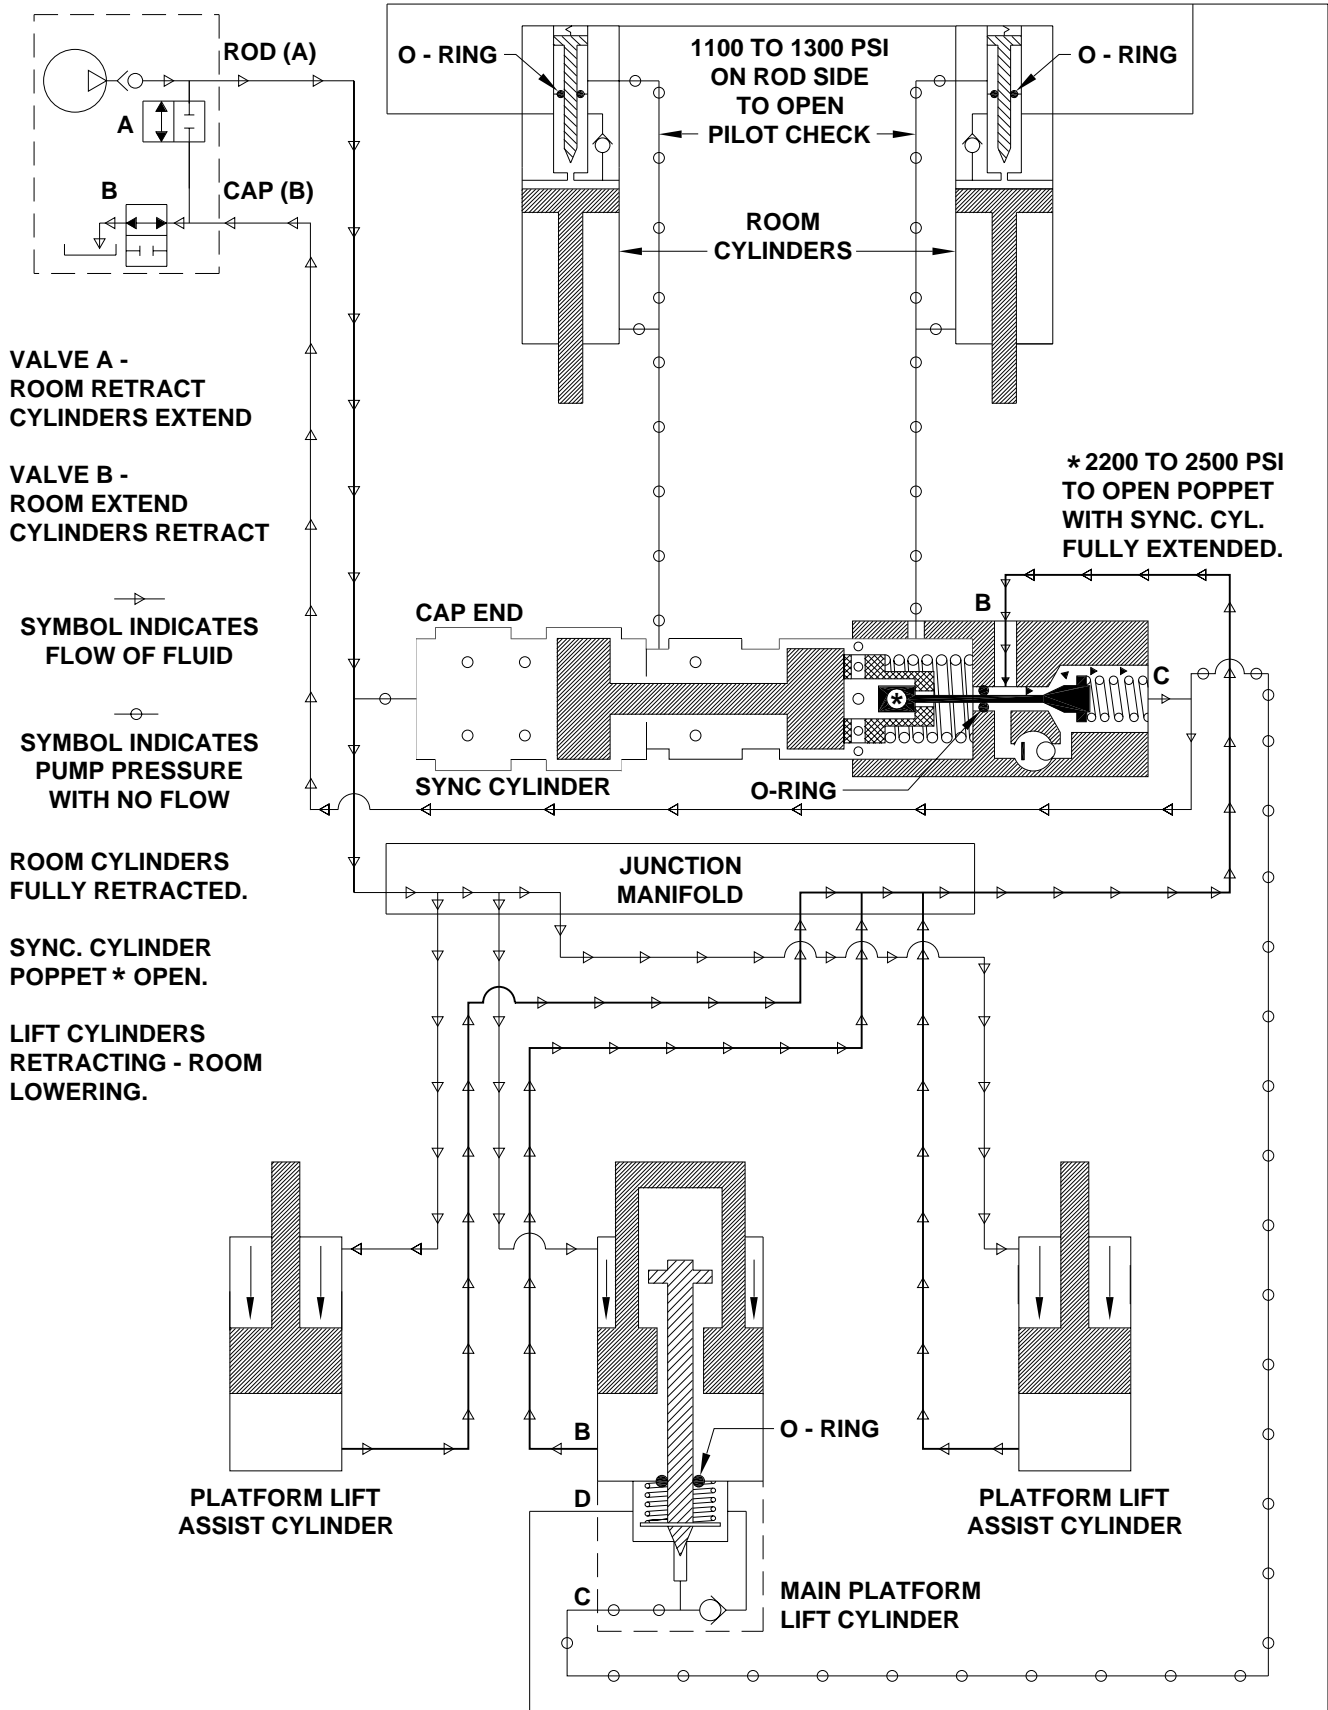 ROD (A)
A
B
CAP (B)
O - RING
1100 TO 1300 PSI
ON ROD SIDE
TO OPEN
PILOT CHECK
O - RING
ROOM
CYLINDERS
VALVE A -
ROOM RETRACT
CYLINDERS EXTEND
VALVE B -
ROOM EXTEND
CYLINDERS RETRACT
* 2200 TO 2500 PSI
TO OPEN POPPET
WITH SYNC. CYL.
FULLY EXTENDED.
SYMBOL INDICATES
FLOW OF FLUID
SYMBOL INDICATES
PUMP PRESSURE
WITH NO FLOW
CAP END
B
C
*
SYNC CYLINDER
O-RING
ROOM CYLINDERS
FULLY RETRACTED.
SYNC. CYLINDER
POPPET * OPEN.
LIFT CYLINDERS
RETRACTING - ROOM
LOWERING.
JUNCTION
MANIFOLD
B
O - RING
D
C
PLATFORM LIFT
ASSIST CYLINDER
MAIN PLATFORM
LIFT CYLINDER
PLATFORM LIFT
ASSIST CYLINDER